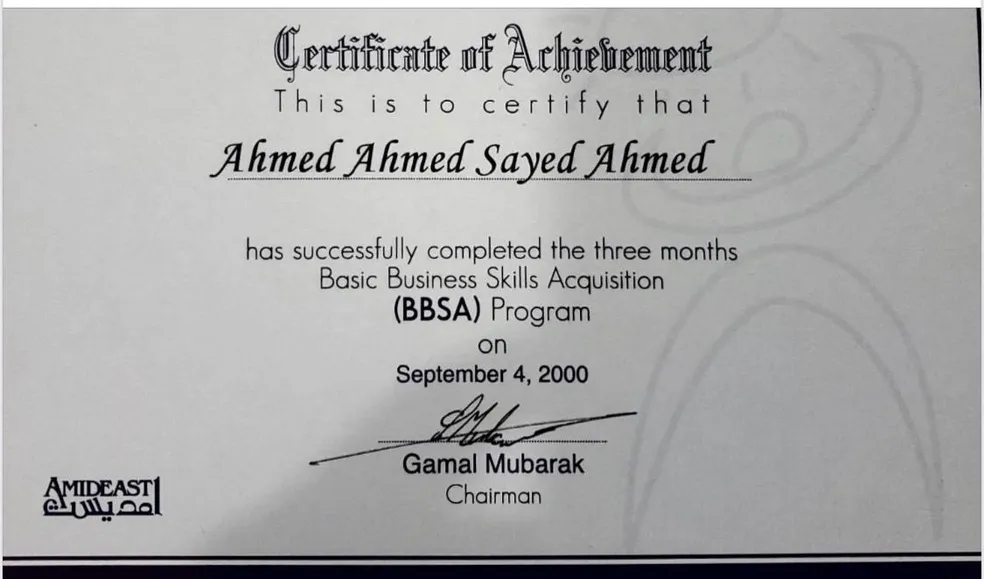 Certificate of Achievement
This is to certify that
Ahmed Ahmed Sayed Ahmed
has successfully completed the three months
Basic Business Skills Acquisition
(BBSA) Program
on
September 4, 2000
Gamal Mubarak
Chairman
AMIDEAST
امديست